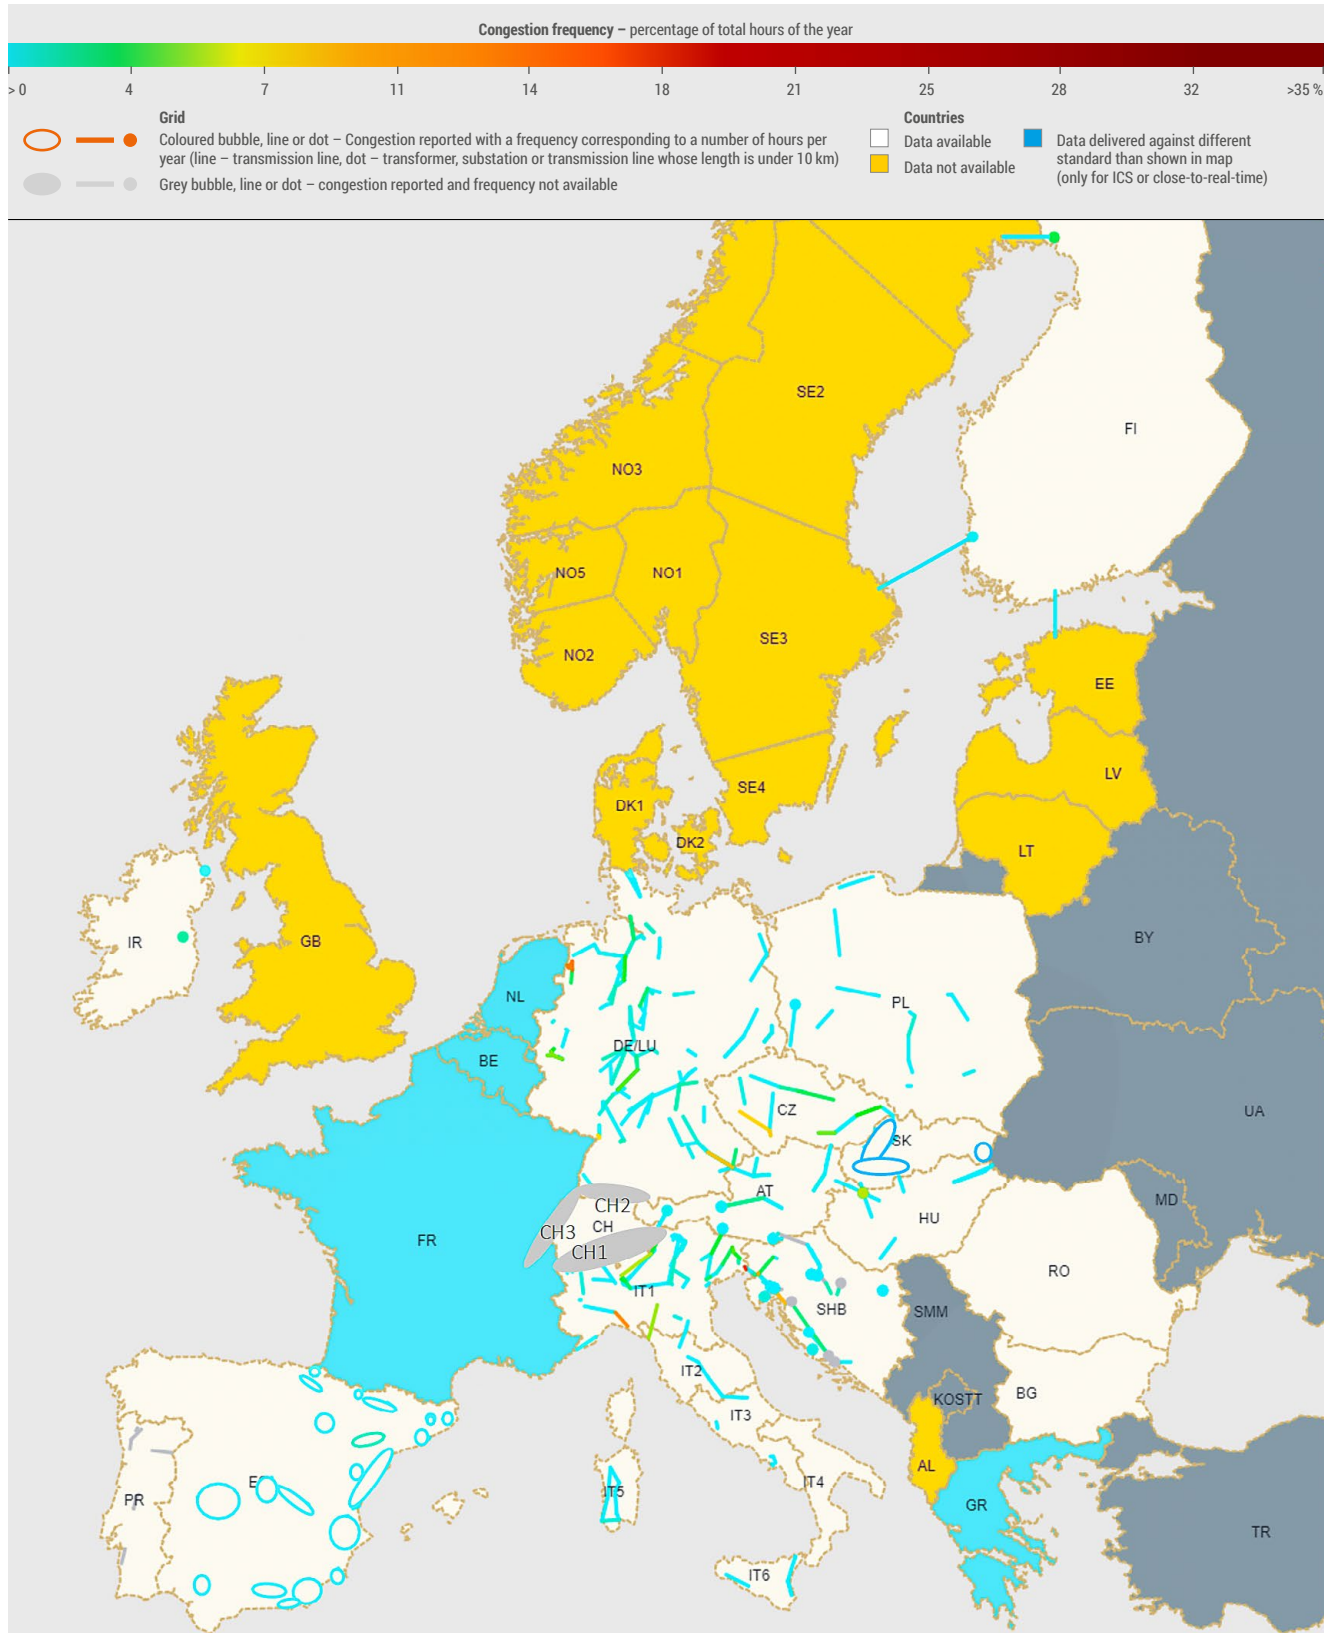 Congestion frequency – percentage of total hours of the year
> 0 4 7 11 14 18 21 25 28 32 >35 %
Grid
Coloured bubble, line or dot – Congestion reported with a frequency corresponding to a number of hours per
year (line – transmission line, dot – transformer, substation or transmission line whose length is under 10 km)
Grey bubble, line or dot – congestion reported and frequency not available
Countries
Data available
Data not available
Data delivered against different
standard than shown in map
(only for ICS or close-to-real-time)
SE2
FI
NO3
NO5
NO1
SE3
NO2
EE
LV
SE4
DK1
DK2
LT
IR
GB
BY
NL
PL
DE/LU
BE
CZ
UA
SK
AT
MD
CH2
HU
CH
CH3
FR
CH1
RO
IT1
SHB
SMM
IT2
BG
KOSTT
IT3
AL
IT4
IT5
PR
GR
TR
IT6